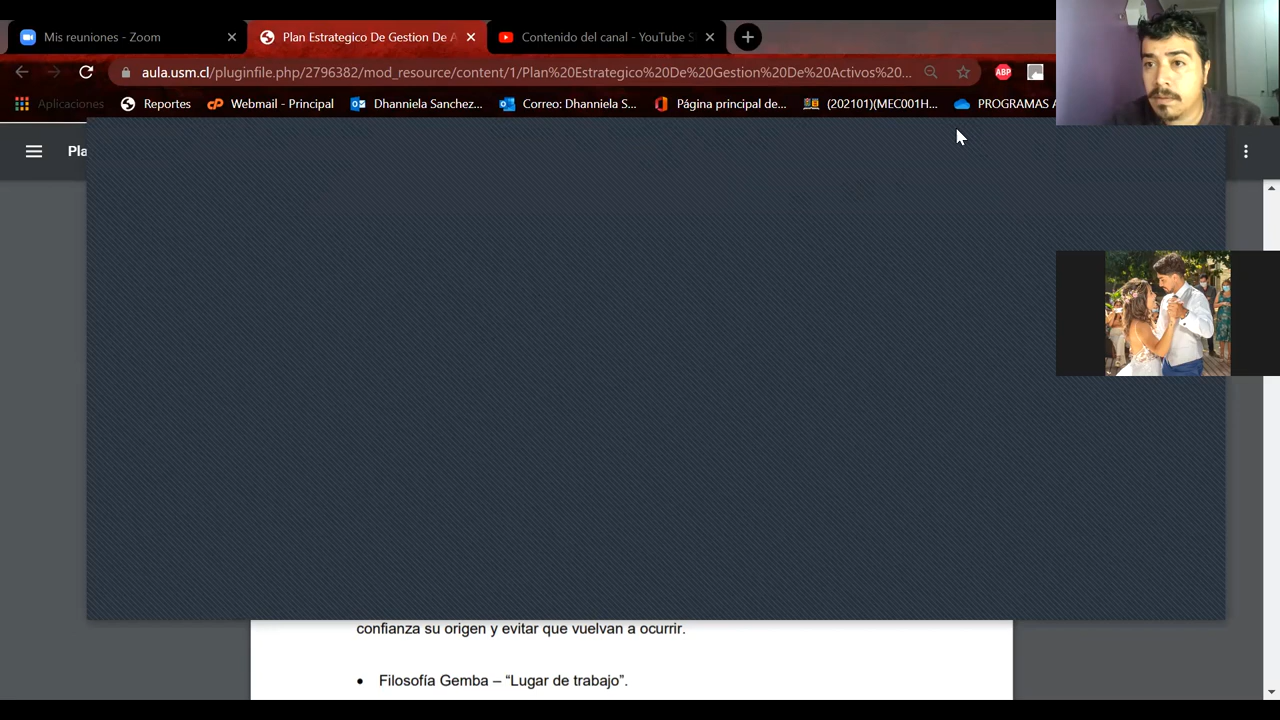 Mis reuniones - Zoom
Plan Estrategico De Gestion De A
Contenido del canal - YouTube S
aula.usm.cl/pluginfile.php/2796382/mod_resource/content/1/Plan%20Estrategico%20De%20Gestion%20De%20Activos%20...
ABP
Aplicaciones
Reportes
Webmail - Principal
Dhanniela Sanchez...
Correo: Dhanniela S...
Página principal de...
(202101)(MEC001H...
PROGRAMAS A
Pla
confianza su origen y evitar que vuelvan a ocurrir.
• Filosofía Gemba – “Lugar de trabajo”.